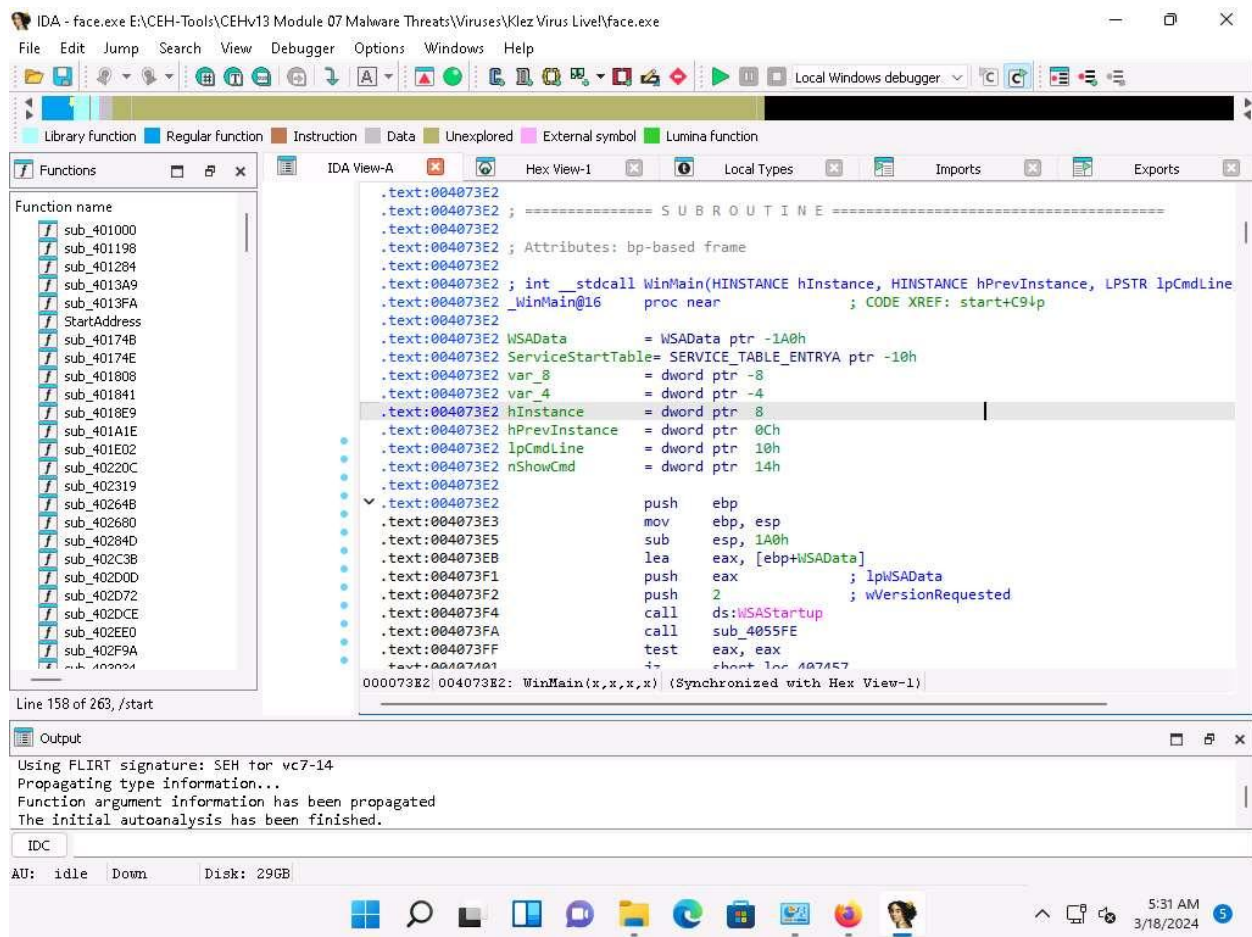 IDA - face.exe E:\CEH-Tools\CEHv13 Module 07 Malware Threats\Viruses\Klez Virus Live!\face.exe
File Edit Jump Search View Debugger Options Windows Help
Local Windows debugger
Library function Regular function Instruction Data Unexplored External symbol Lumina function
Functions
IDA View-A Hex View-1 Local Types Imports Exports
Function name
sub_401000
sub_401198
sub_401284
sub_4013A9
sub_4013FA
StartAddress
sub_40174B
sub_40174E
sub_401808
sub_401841
sub_4018E9
sub_401A1E
sub_401E02
sub_40220C
sub_402319
sub_40264B
sub_402680
sub_40284D
sub_402C3B
sub_402D0D
sub_402D72
sub_402DCE
sub_402EE0
sub_402F9A
Line 158 of 263, /start
.text:004073E2
.text:004073E2 ; =============== S U B R O U T I N E =======================================
.text:004073E2
.text:004073E2 ; Attributes: bp-based frame
.text:004073E2
.text:004073E2 ; int __stdcall WinMain(HINSTANCE hInstance, HINSTANCE hPrevInstance, LPSTR lpCmdLine
.text:004073E2 _WinMain@16 proc near ; CODE XREF: start+C9↓p
.text:004073E2
.text:004073E2 WSAData = WSAData ptr -1A0h
.text:004073E2 ServiceStartTable= SERVICE_TABLE_ENTRYA ptr -10h
.text:004073E2 var_8 = dword ptr -8
.text:004073E2 var_4 = dword ptr -4
.text:004073E2 hInstance = dword ptr 8
.text:004073E2 hPrevInstance = dword ptr 0Ch
.text:004073E2 lpCmdLine = dword ptr 10h
.text:004073E2 nShowCmd = dword ptr 14h
.text:004073E2
.text:004073E2 push ebp
.text:004073E3 mov ebp, esp
.text:004073E5 sub esp, 1A0h
.text:004073EB lea eax, [ebp+WSAData]
.text:004073F1 push eax ; lpWSAData
.text:004073F2 push 2 ; wVersionRequested
.text:004073F4 call ds:WSAStartup
.text:004073FA call sub_4055FE
.text:004073FF test eax, eax
.text:00407401 jz short loc_407457
000073E2 004073E2: WinMain(x,x,x,x) (Synchronized with Hex View-1)
Output
Using FLIRT signature: SEH for vc7-14
Propagating type information...
Function argument information has been propagated
The initial autoanalysis has been finished.
IDC
AU: idle Down Disk: 29GB
5:31 AM
3/18/2024
5